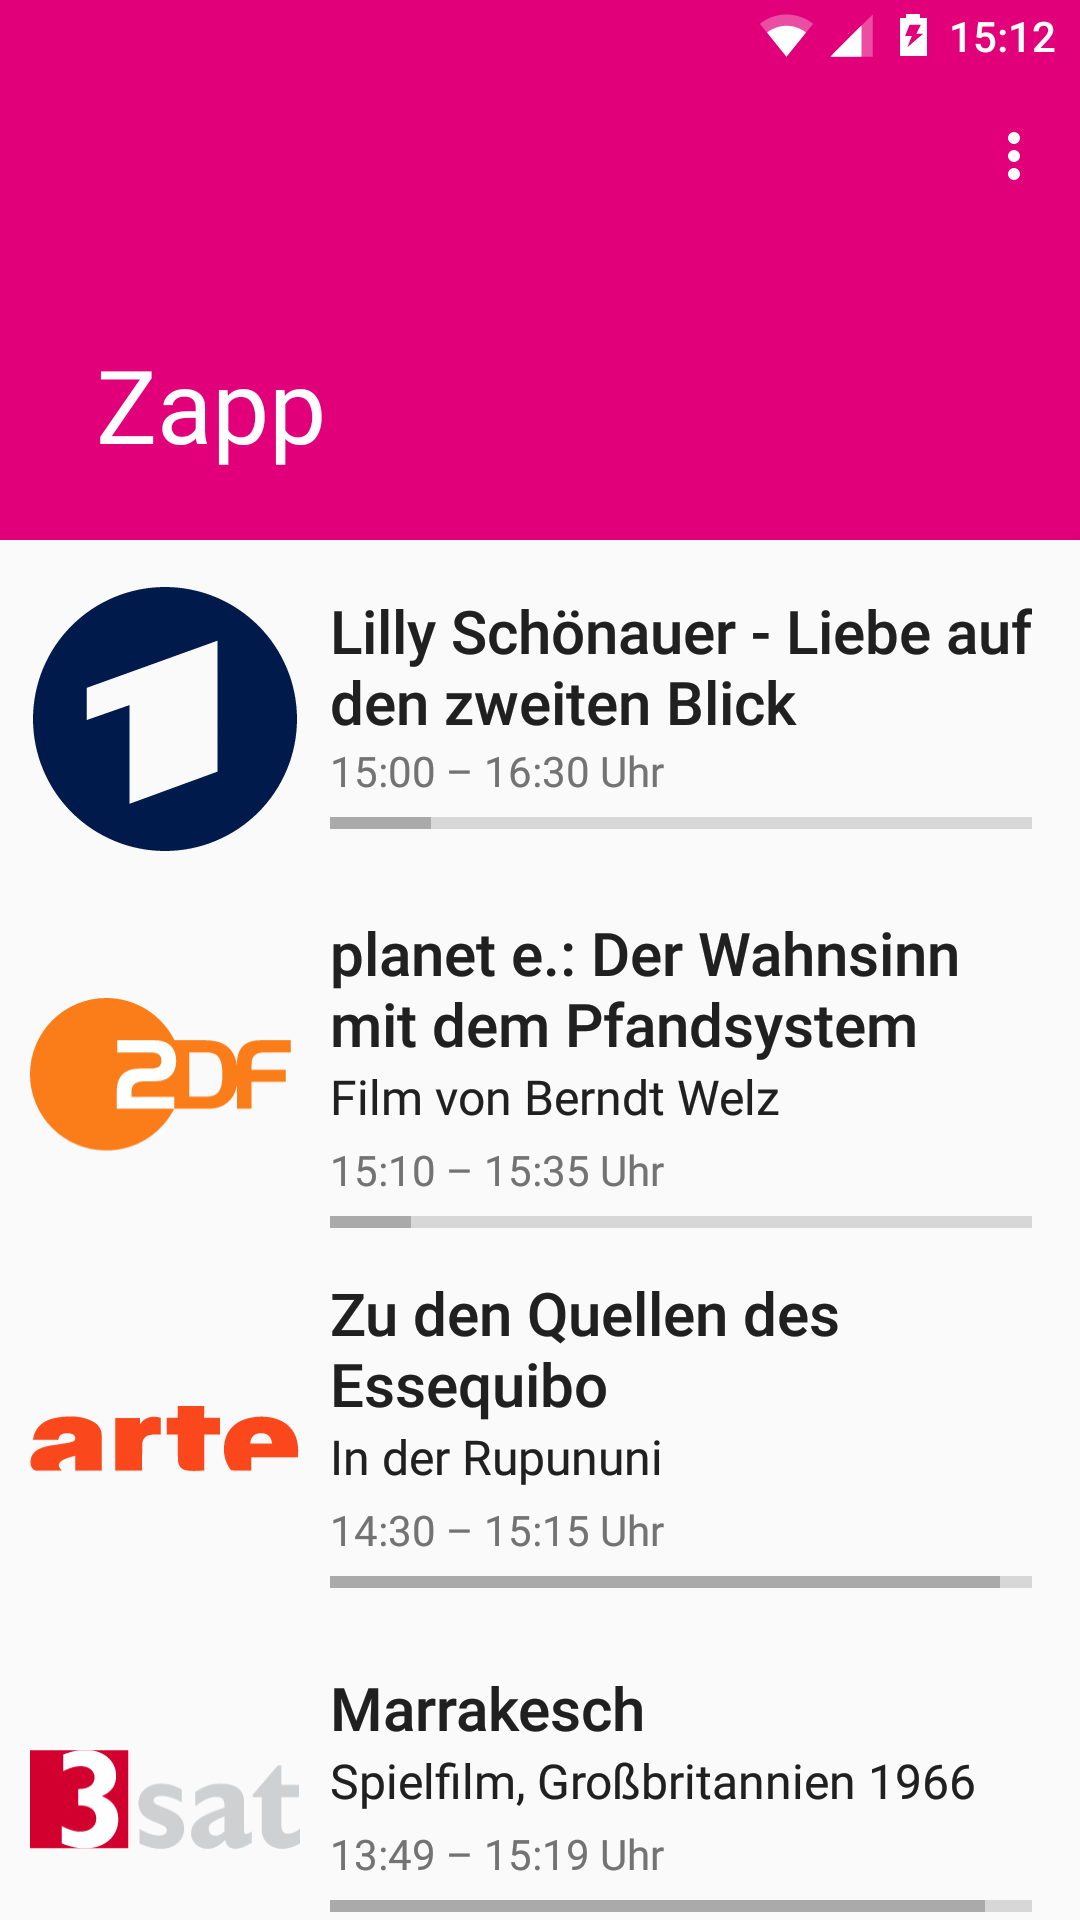 15:12
Zapp
1
Lilly Schönauer - Liebe auf
den zweiten Blick
15:00 – 16:30 Uhr
ZDF
planet e.: Der Wahnsinn
mit dem Pfandsystem
Film von Berndt Welz
15:10 – 15:35 Uhr
arte
Zu den Quellen des
Essequibo
In der Rupununi
14:30 – 15:15 Uhr
3sat
Marrakesch
Spielfilm, Großbritannien 1966
13:49 – 15:19 Uhr